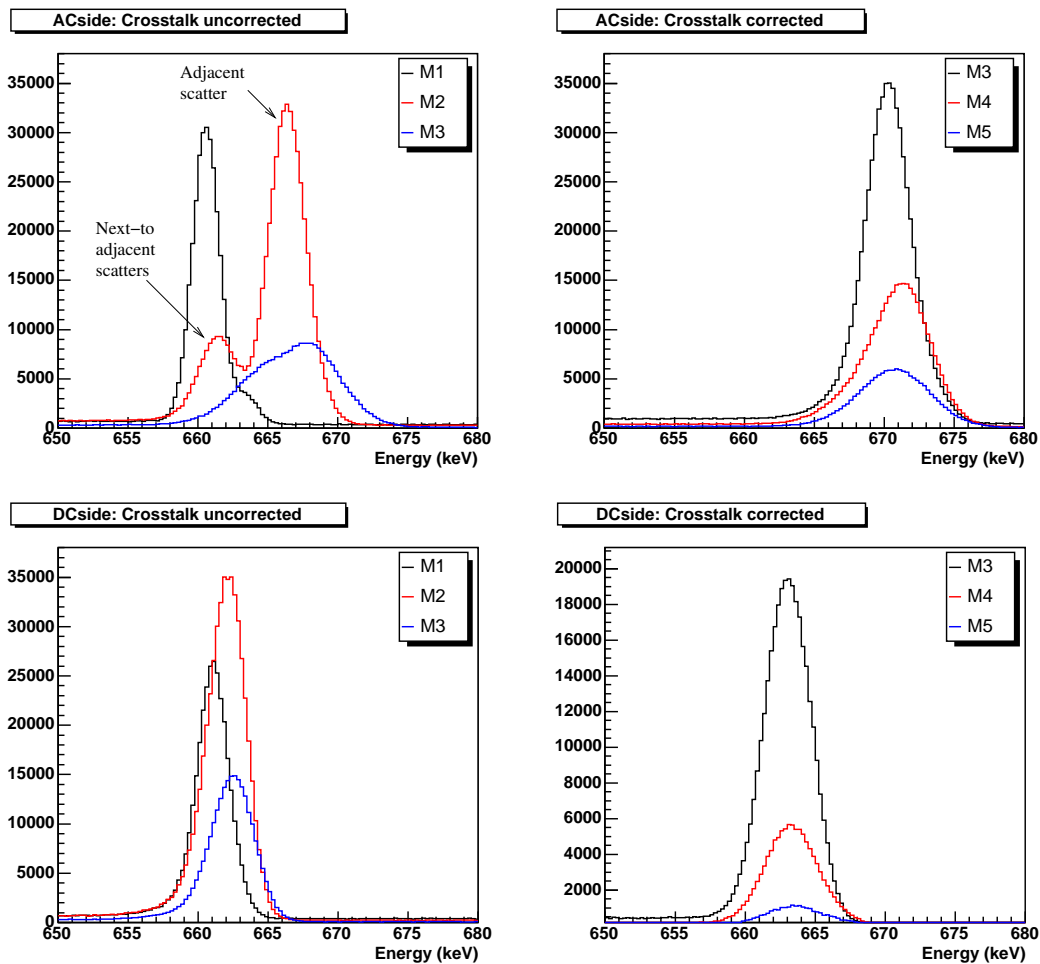 ACside: Crosstalk uncorrected
35000
30000
25000
20000
15000
10000
5000
0
650 655 660 665 670 675 680
Energy (keV)
M1
M2
M3
Adjacent
scatter
Next-to
adjacent
scatters
ACside: Crosstalk corrected
35000
30000
25000
20000
15000
10000
5000
0
650 655 660 665 670 675 680
Energy (keV)
M3
M4
M5
DCside: Crosstalk uncorrected
35000
30000
25000
20000
15000
10000
5000
0
650 655 660 665 670 675 680
Energy (keV)
M1
M2
M3
DCside: Crosstalk corrected
20000
18000
16000
14000
12000
10000
8000
6000
4000
2000
650 655 660 665 670 675 680
Energy (keV)
M3
M4
M5